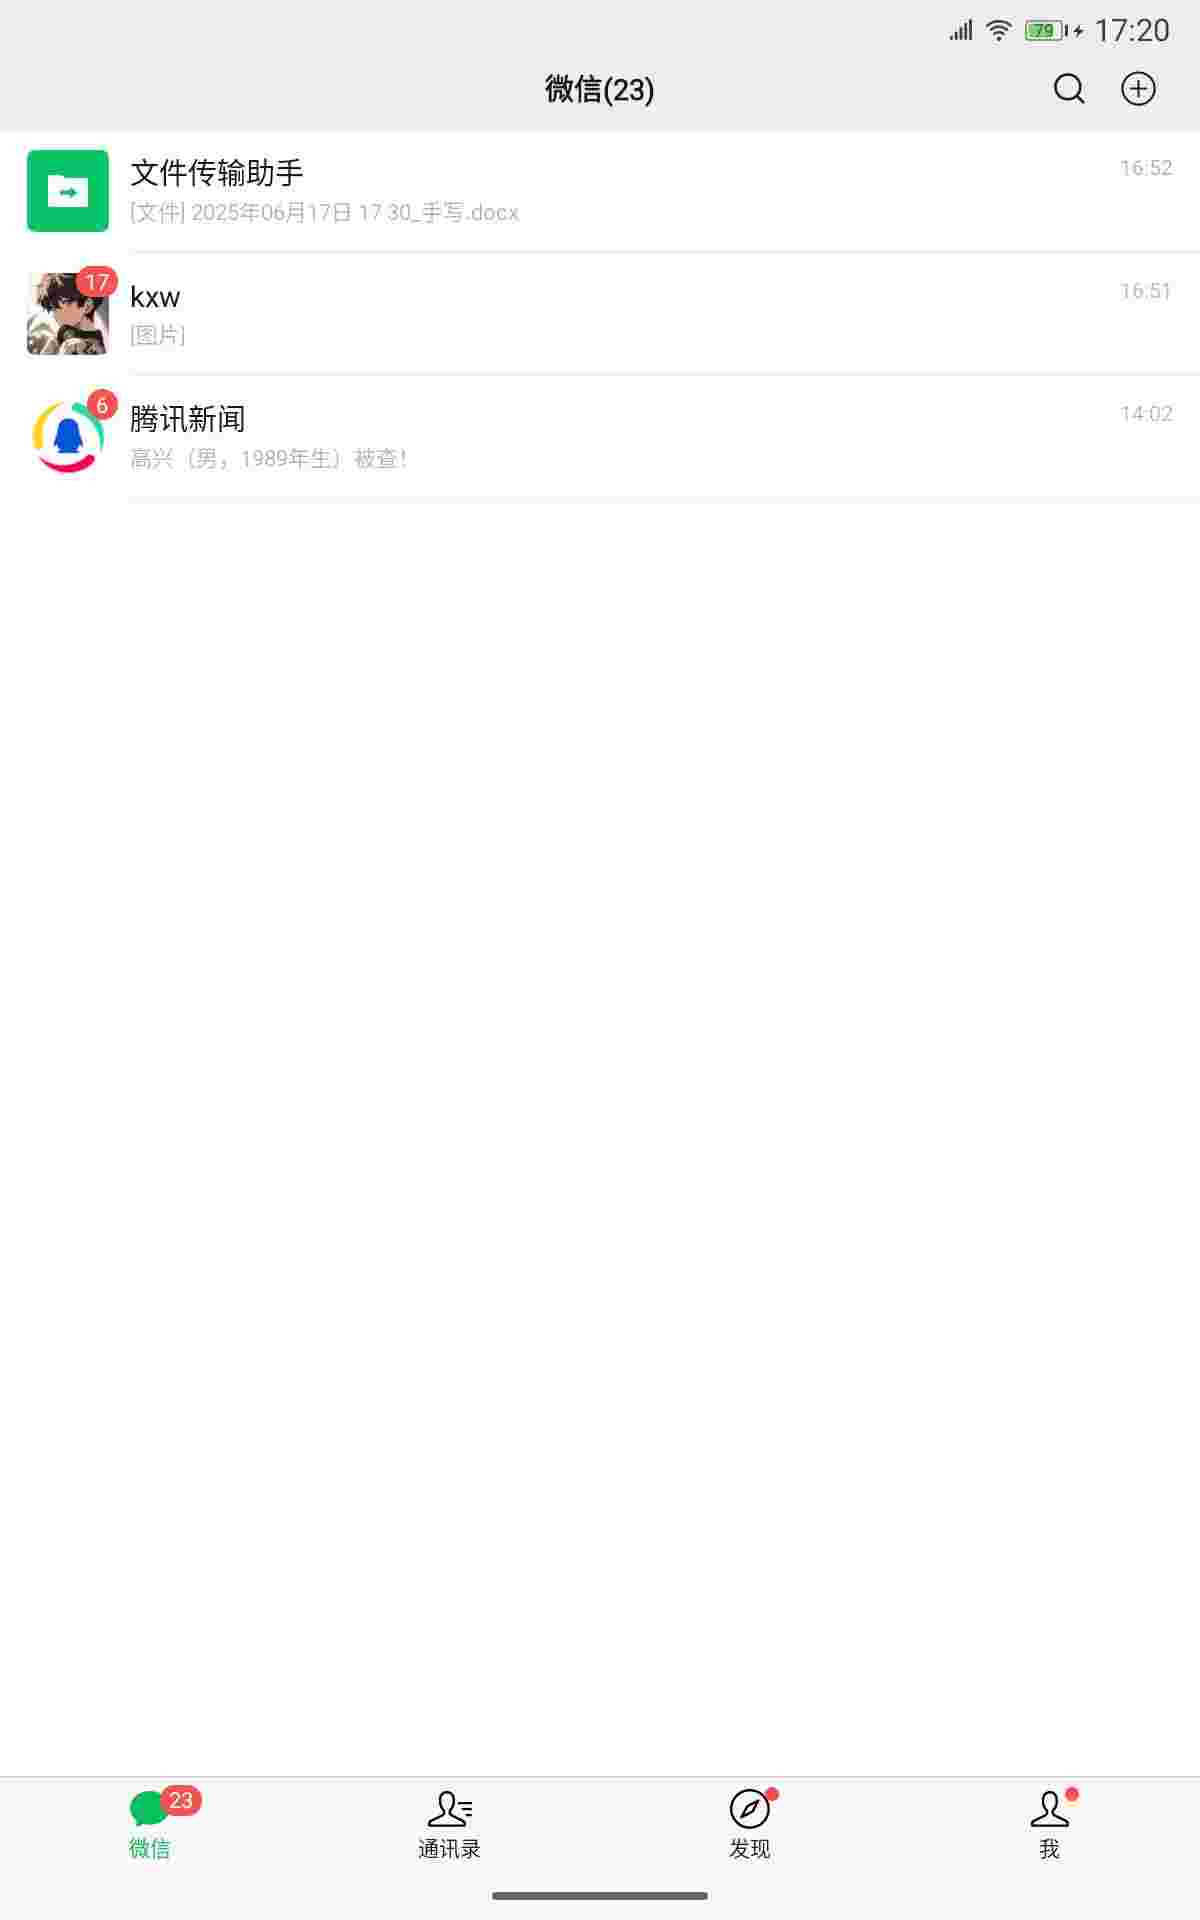 79 17:20
微信(23)
文件传输助手 16:52
[文件] 2025年06月17日 17 30_手写.docx
17 kxw 16:51
[图片]
6 腾讯新闻 14:02
高兴（男，1989年生）被查！
23
微信 通讯录 发现 我